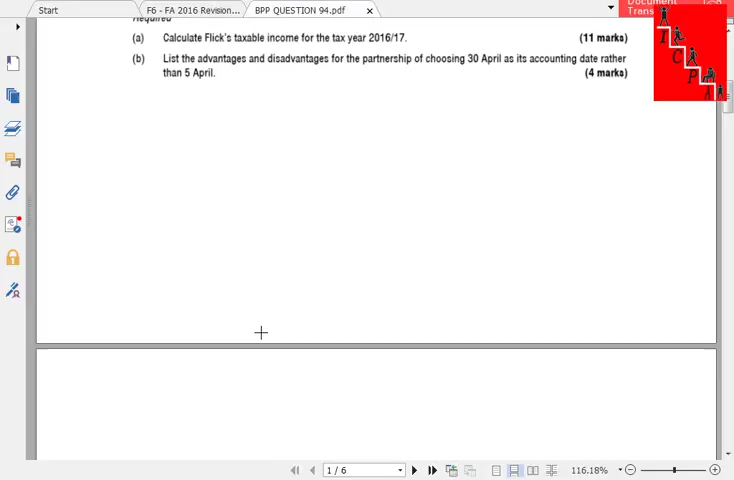 Start
F6 - FA 2016 Revision...
BPP QUESTION 94.pdf
Document
Trans
Required
(a) Calculate Flick's taxable income for the tax year 2016/17. (11 marks)
(b) List the advantages and disadvantages for the partnership of choosing 30 April as its accounting date rather
than 5 April. (4 marks)
I
C
P
A
1 / 6
116.18%